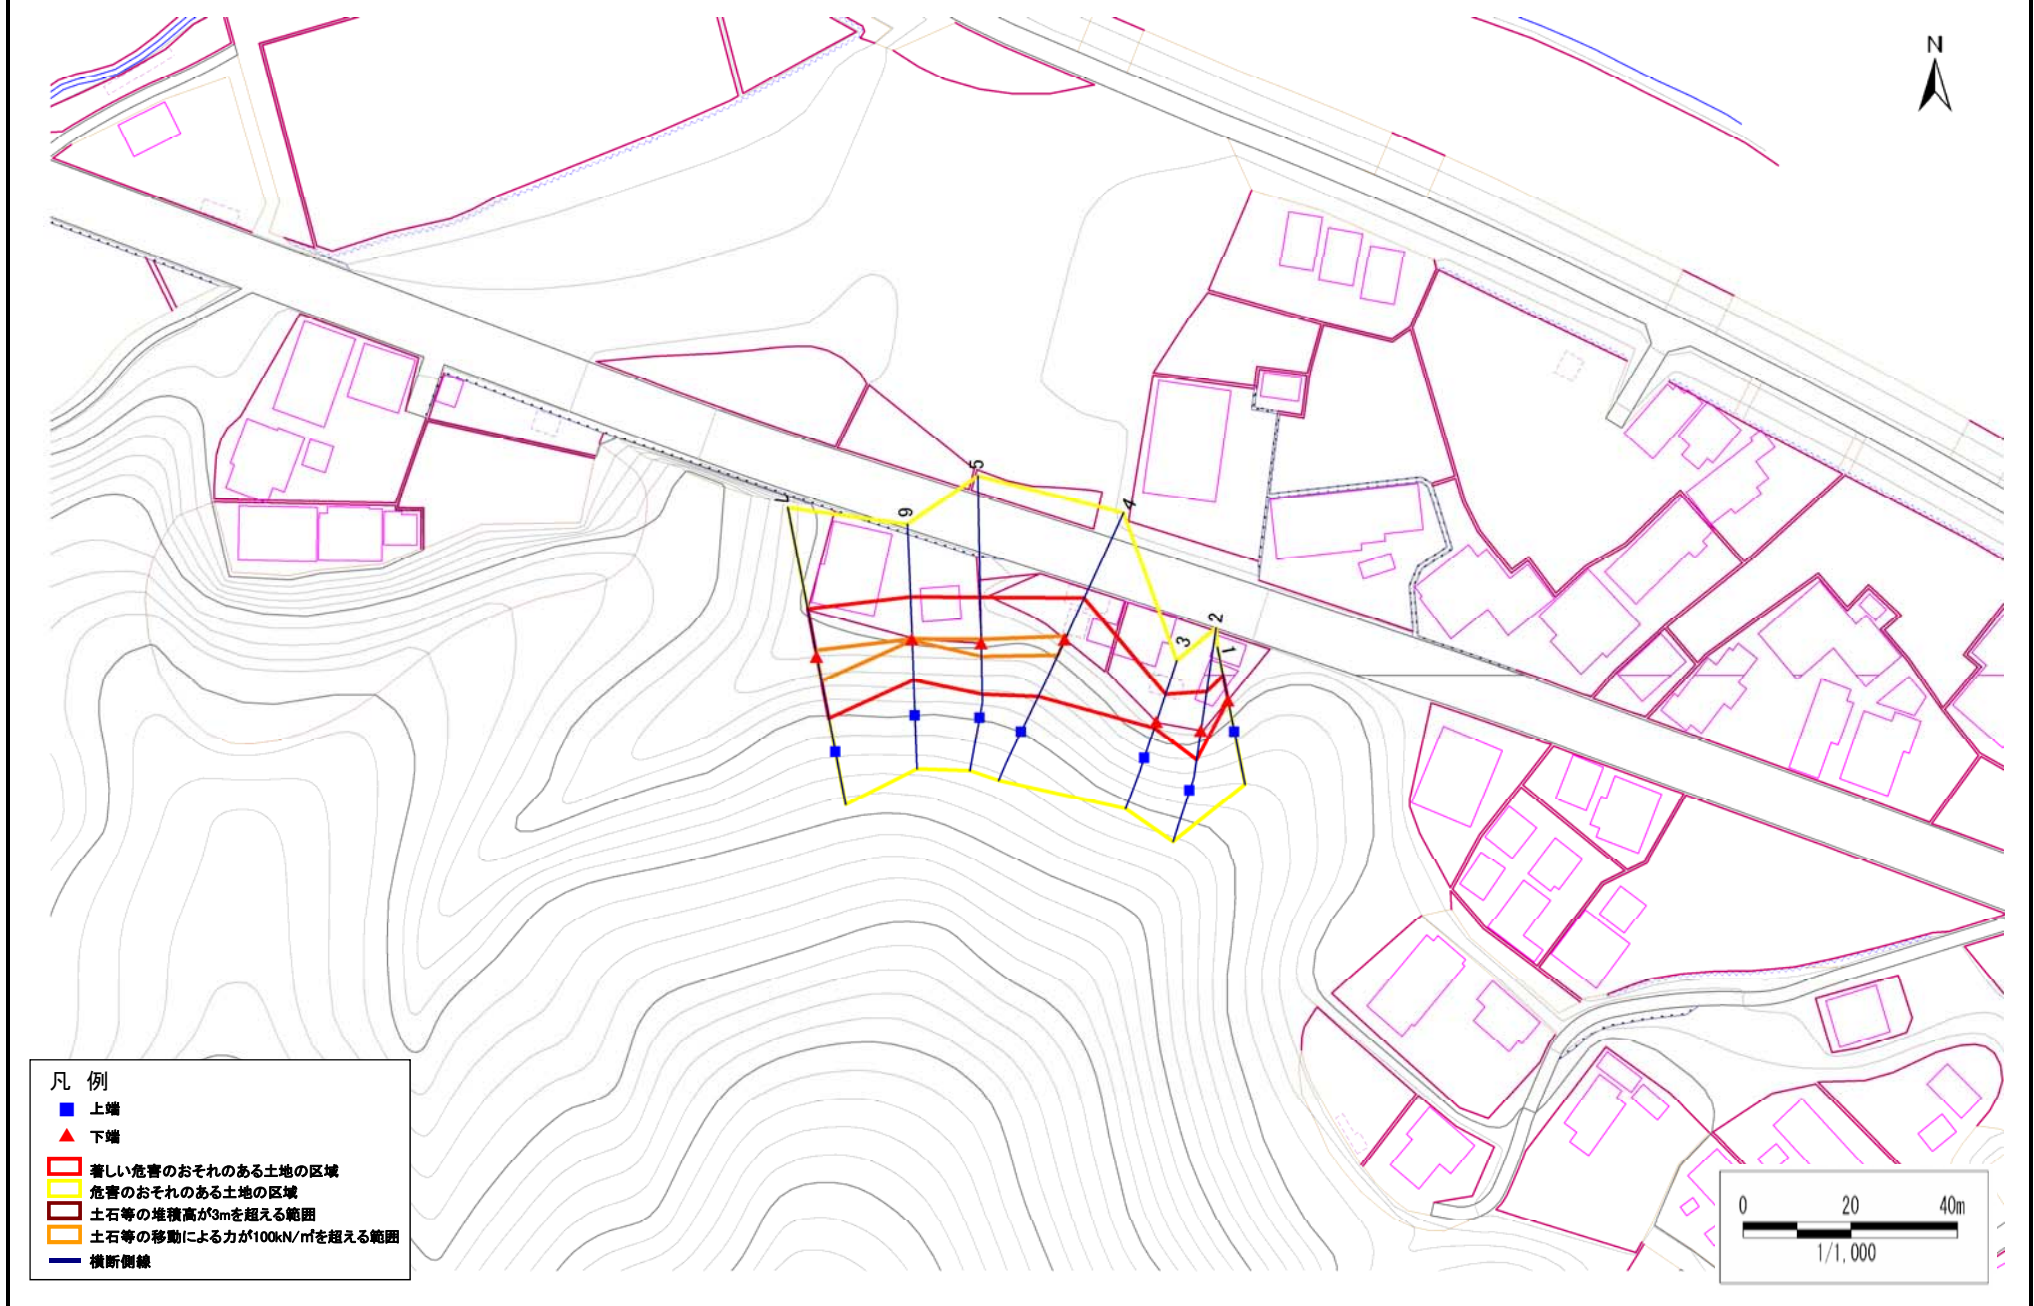 N
5
7
6
4
2
3
1
凡 例
上端
下端
著しい危害のおそれのある土地の区域
危害のおそれのある土地の区域
土石等の堆積高が3mを超える範囲
土石等の移動による力が100kN/㎡を超える範囲
横断側線
0 20 40m
1/1,000